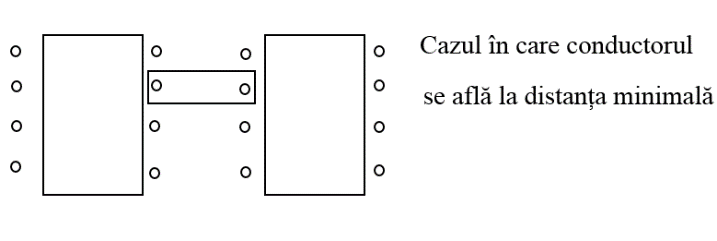 Cazul în care conductorul
se află la distanța minimală